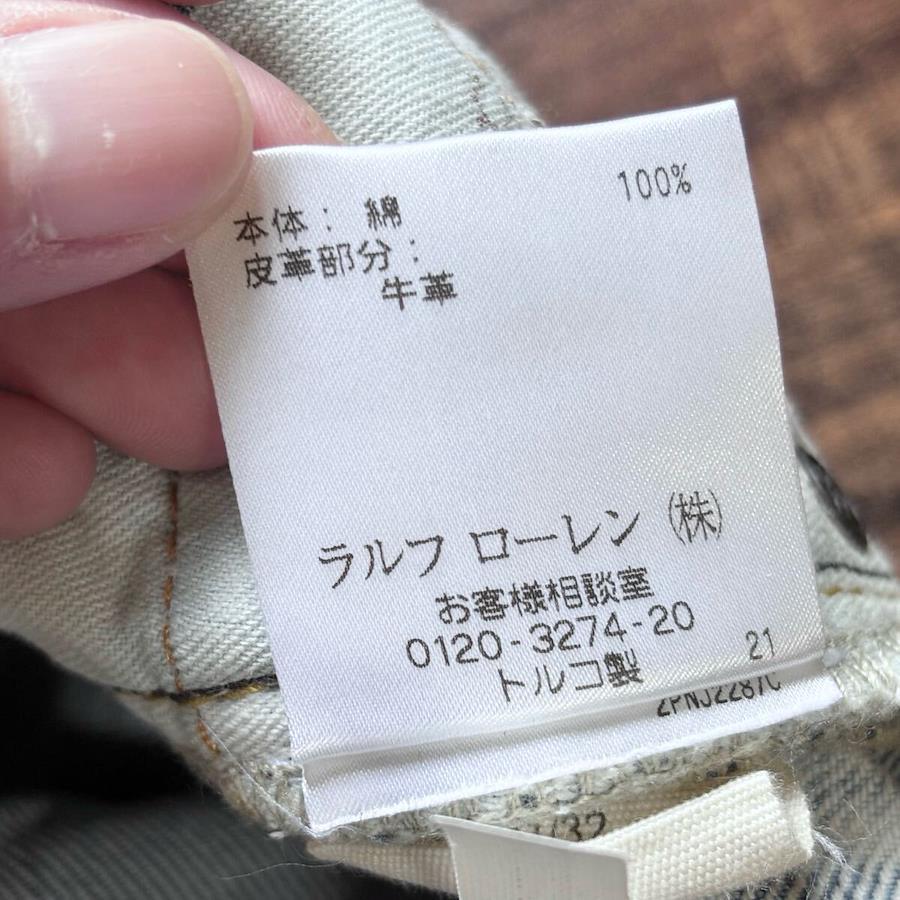 本体: 綿 100%
皮革部分:
牛革
ラルフ ローレン (株)
お客様相談室
0120-3274-20
トルコ製 21
2PNJ2287C
/32